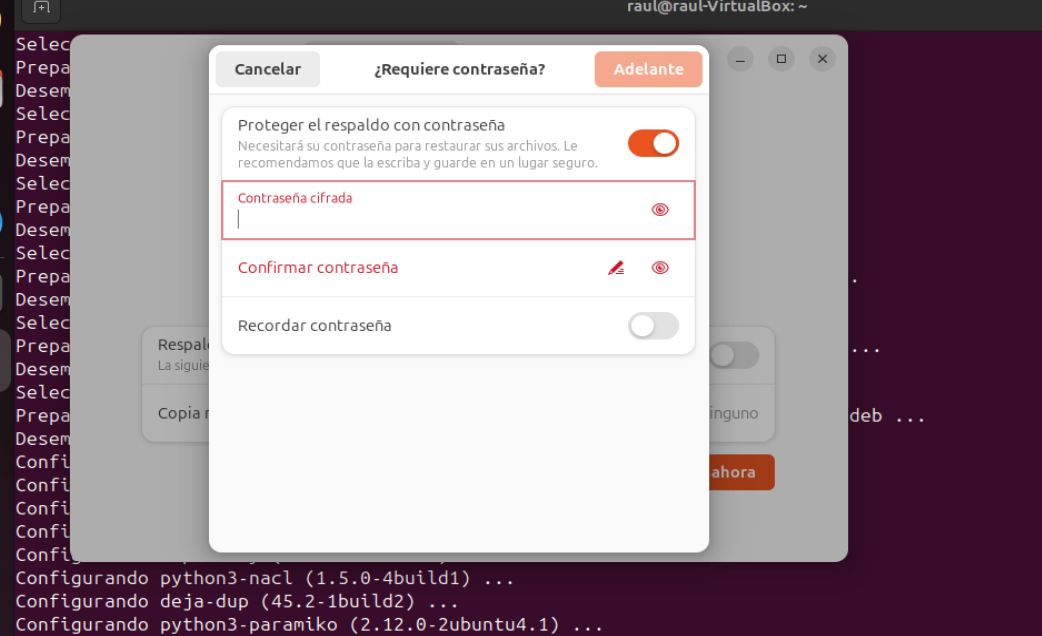 raul@raul-VirtualBox: ~
Selec
Prepa
Desem
Selec
Prepa
Desem
Selec
Prepa
Desem
Selec
Prepa
Desem
Selec
Prepa
Desem
Selec
Prepa
Desem
Confi
Confi
Confi
Confi
Cancelar
¿Requiere contraseña?
Adelante
Proteger el respaldo con contraseña
Necesitará su contraseña para restaurar sus archivos. Le
recomendamos que la escriba y guarde en un lugar seguro.
Contraseña cifrada
Confirmar contraseña
Recordar contraseña
.
...
deb ...
Respal
La siguie
Copia
inguno
ahora
Configurando python3-nacl (1.5.0-4build1) ...
Configurando deja-dup (45.2-1build2) ...
Configurando python3-paramiko (2.12.0-2ubuntu4.1) ...